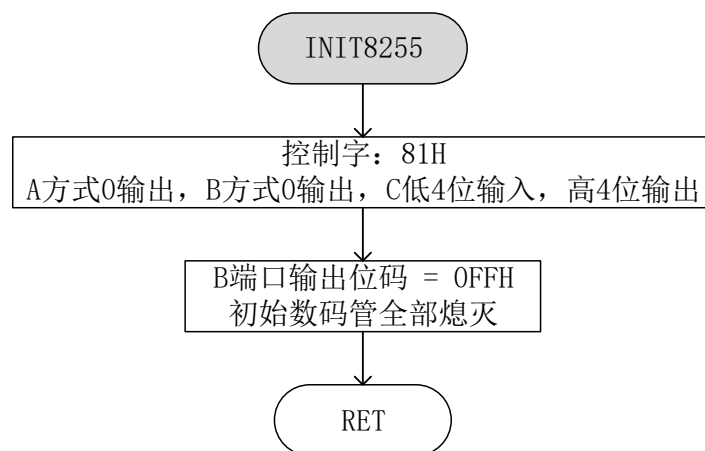 INIT8255
控制字：81H
A方式0输出，B方式0输出，C低4位输入，高4位输出
B端口输出位码 = 0FFH
初始数码管全部熄灭
RET